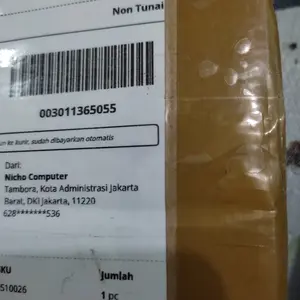 Non Tunai
003011365055
un ke kurir, sudah dibayarkan otomatis
Dari:
Nicho Computer
Tambora, Kota Administrasi Jakarta
Barat, DKI Jakarta, 11220
628*******536
KU
Jumlah
510026
1 pc